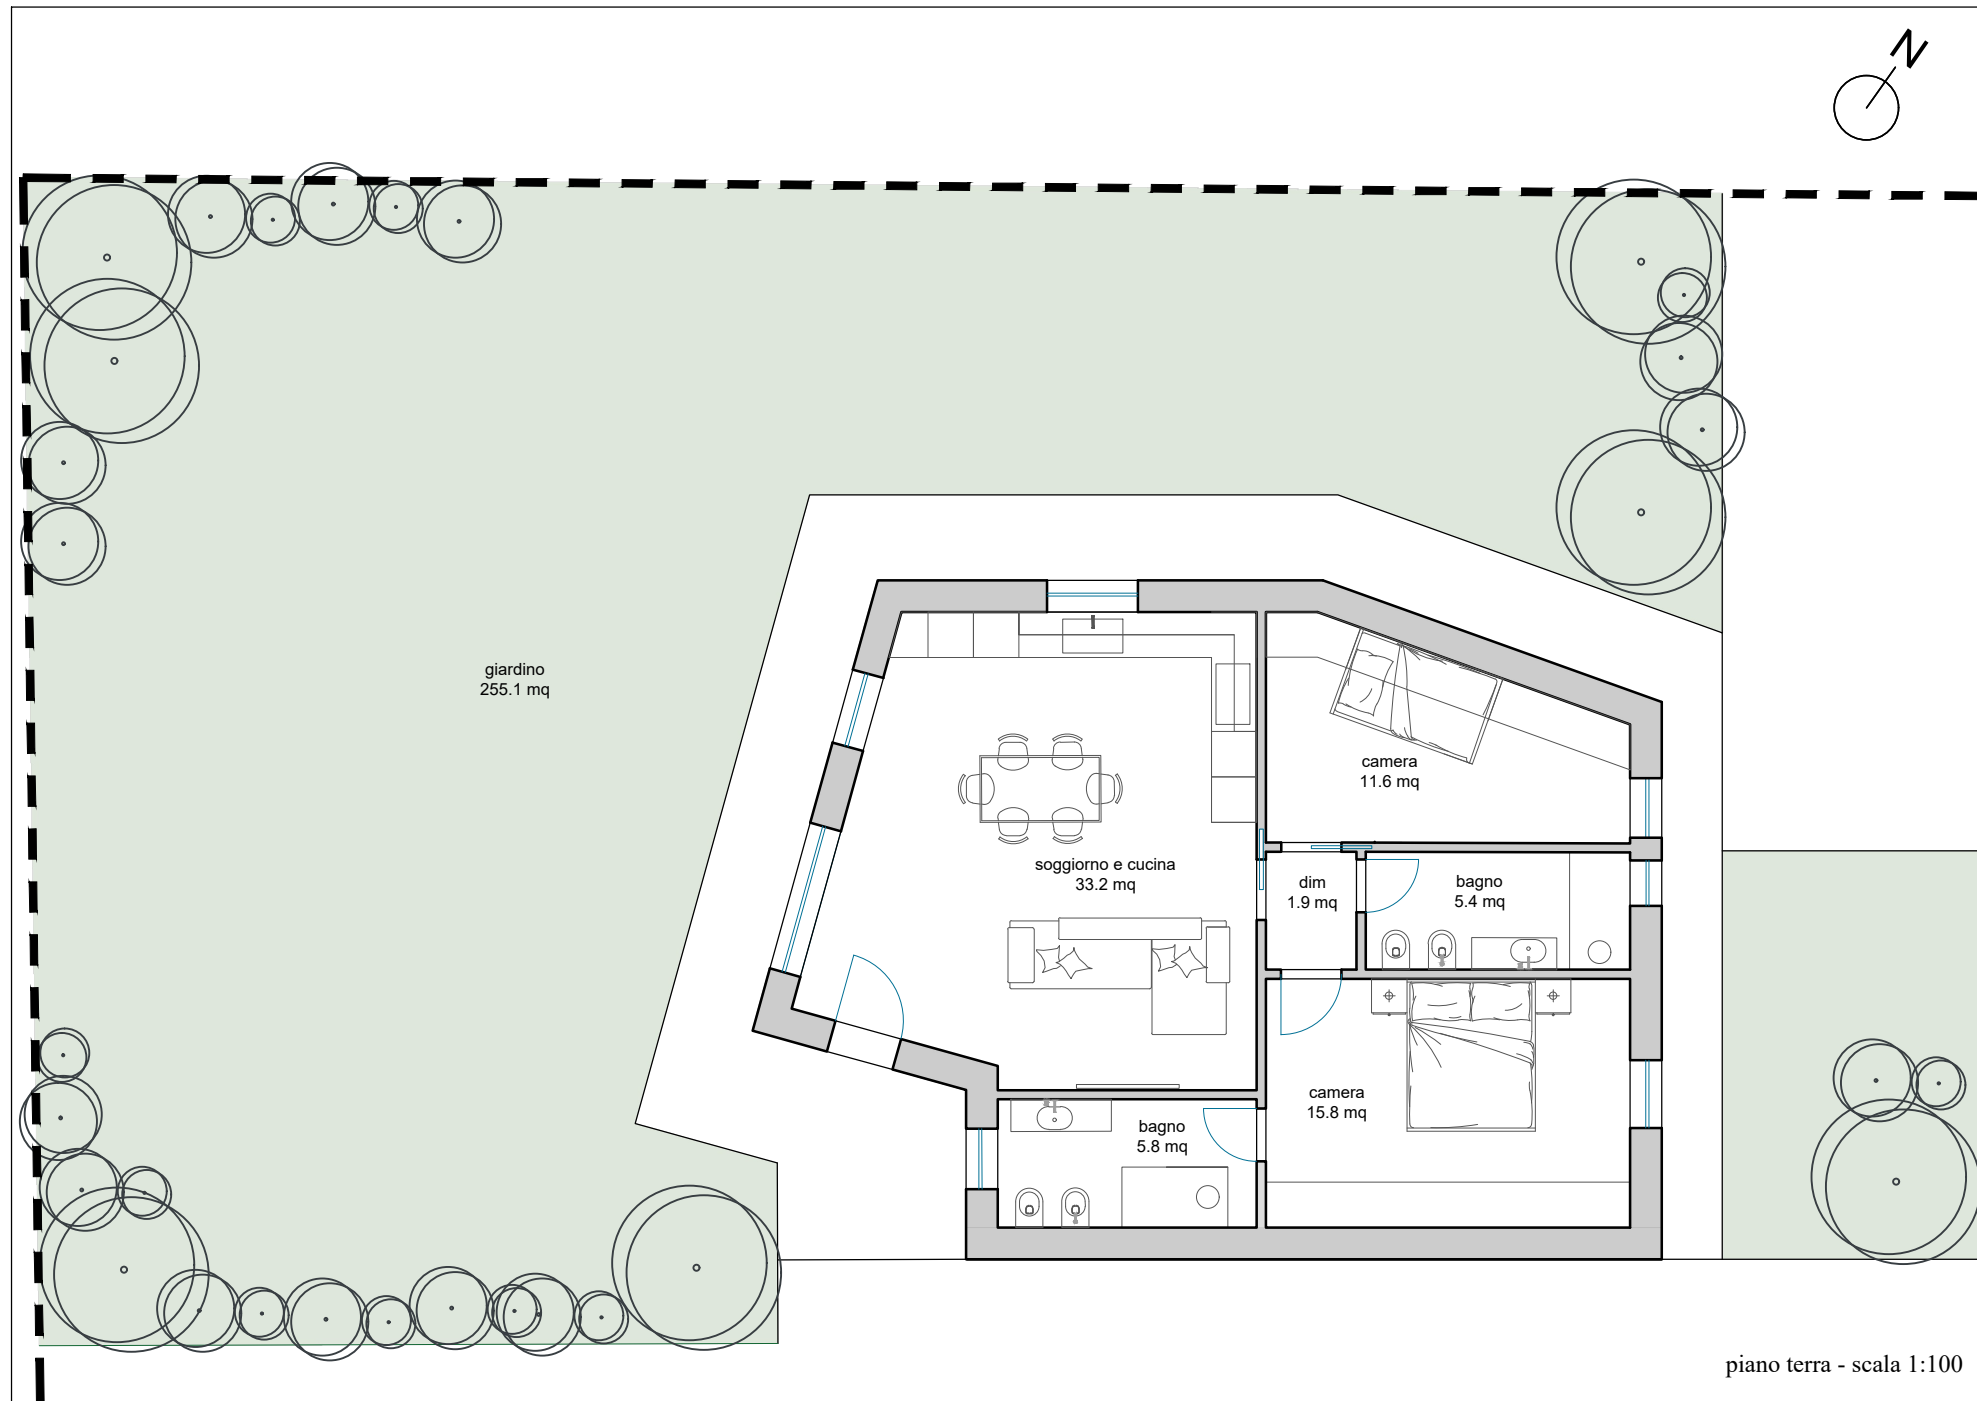 N
giardino
255.1 mq
camera
11.6 mq
soggiorno e cucina
33.2 mq
dim
1.9 mq
bagno
5.4 mq
camera
15.8 mq
bagno
5.8 mq
piano terra - scala 1:100